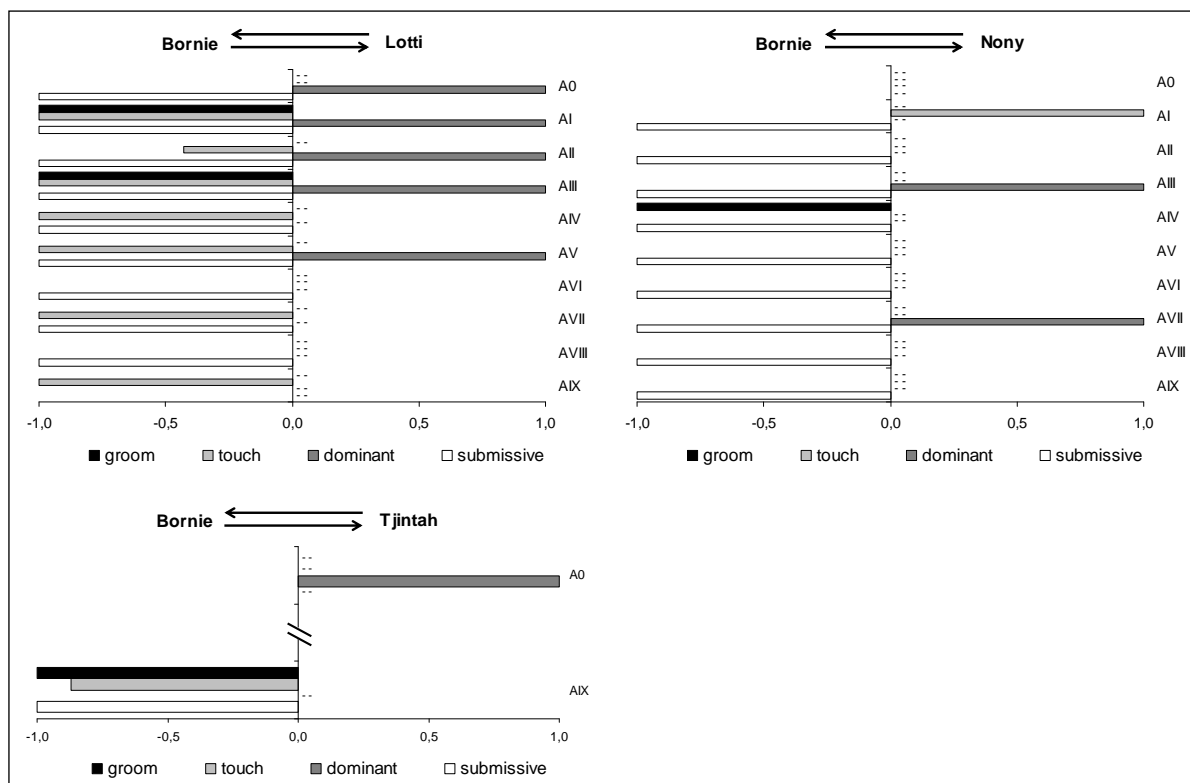 Bornie Lotti
A0
AI
AII
AIII
AIV
AV
AVI
AVII
AVIII
AIX
-1,0 -0,5 0,0 0,5 1,0
groom touch dominant submissive
Bornie Nony
A0
AI
AII
AIII
AIV
AV
AVI
AVII
AVIII
AIX
-1,0 -0,5 0,0 0,5 1,0
groom touch dominant submissive
Bornie Tjintah
A0
AIX
-1,0 -0,5 0,0 0,5 1,0
groom touch dominant submissive